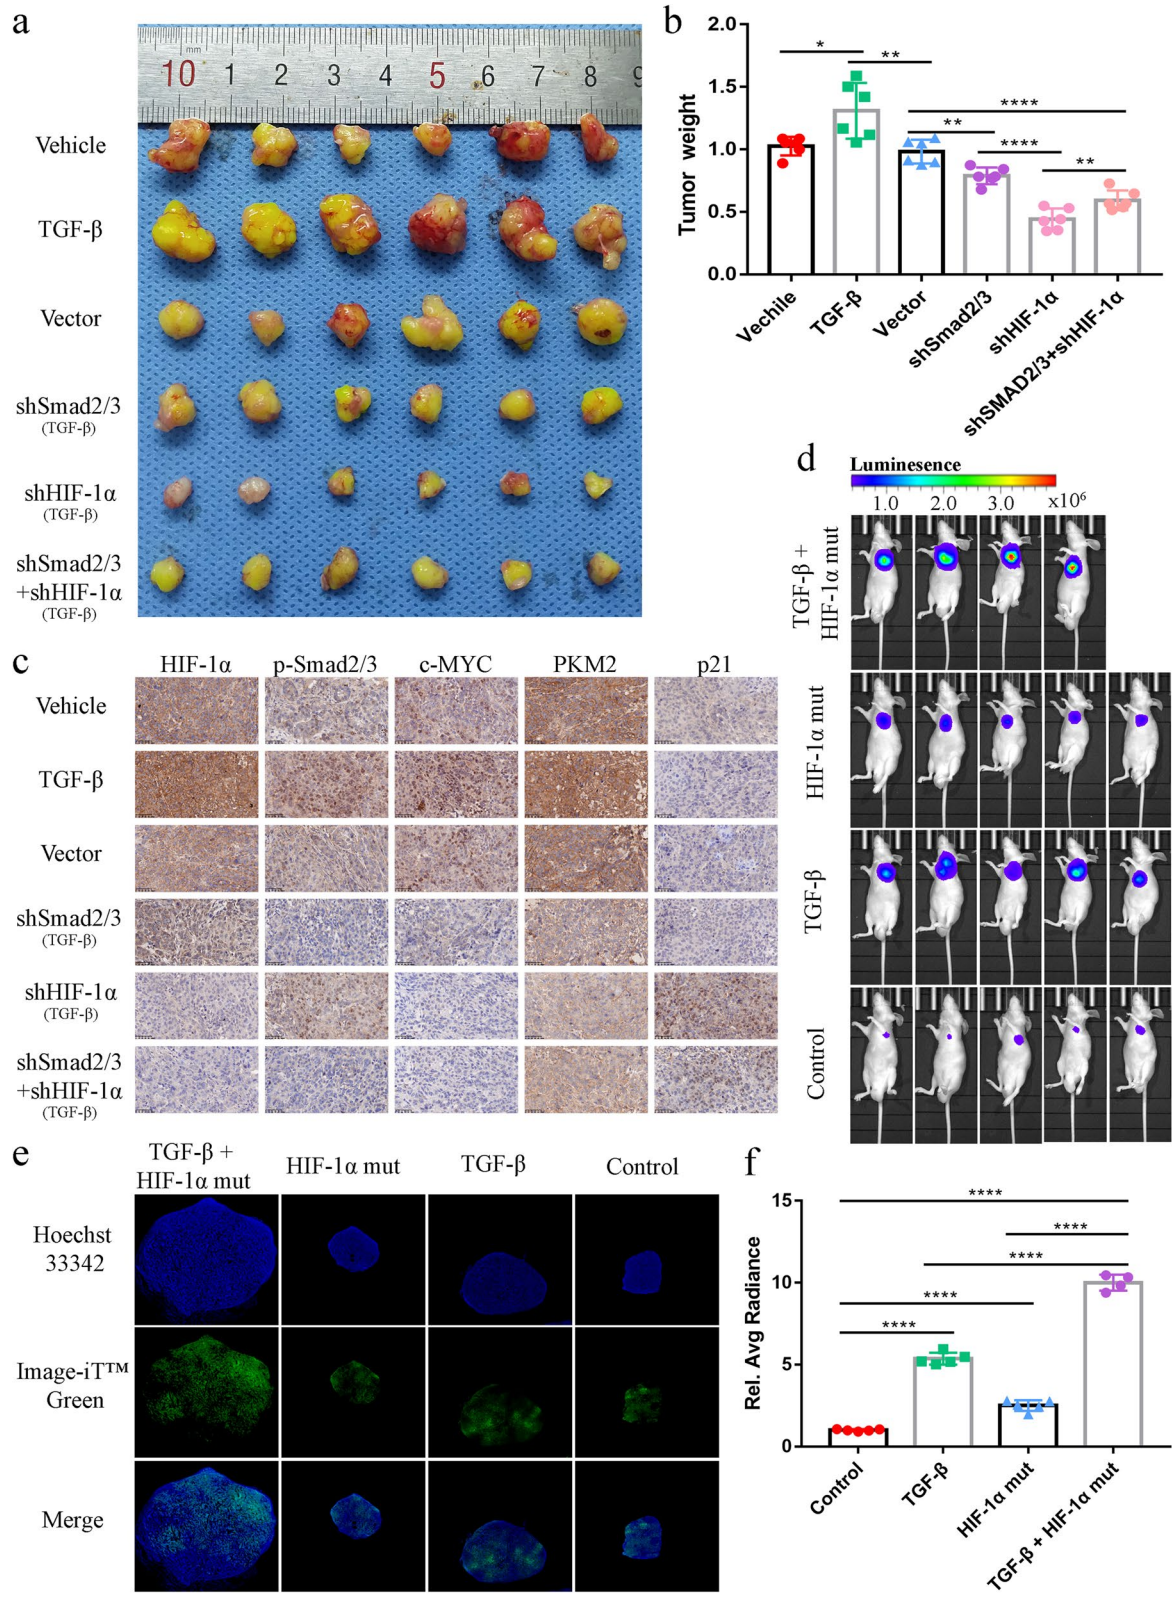 a
mm
10 1 2 3 4 5 6 7 8 9
Vehicle
TGF-β
Vector
shSmad2/3
(TGF-β)
shHIF-1α
(TGF-β)
shSmad2/3
+shHIF-1α
(TGF-β)
b
2.0
1.5
1.0
0.5
0.0
Tumor weight
*
**
****
**
****
**
Vechile
TGF-β
Vector
shSmad2/3
shHIF-1α
shSMAD2/3+shHIF-1α
c
HIF-1α p-Smad2/3 c-MYC PKM2 p21
Vehicle
TGF-β
Vector
shSmad2/3
(TGF-β)
shHIF-1α
(TGF-β)
shSmad2/3
+shHIF-1α
(TGF-β)
d
Luminesence
1.0 2.0 3.0 x10⁶
TGF-β +
HIF-1α mut
HIF-1α mut
TGF-β
Control
e
TGF-β +
HIF-1α mut
HIF-1α mut
TGF-β
Control
Hoechst
33342
Image-iT™
Green
Merge
f
15
10
5
0
Rel. Avg Radiance
****
****
****
****
****
Control
TGF-β
HIF-1α mut
TGF-β + HIF-1α mut